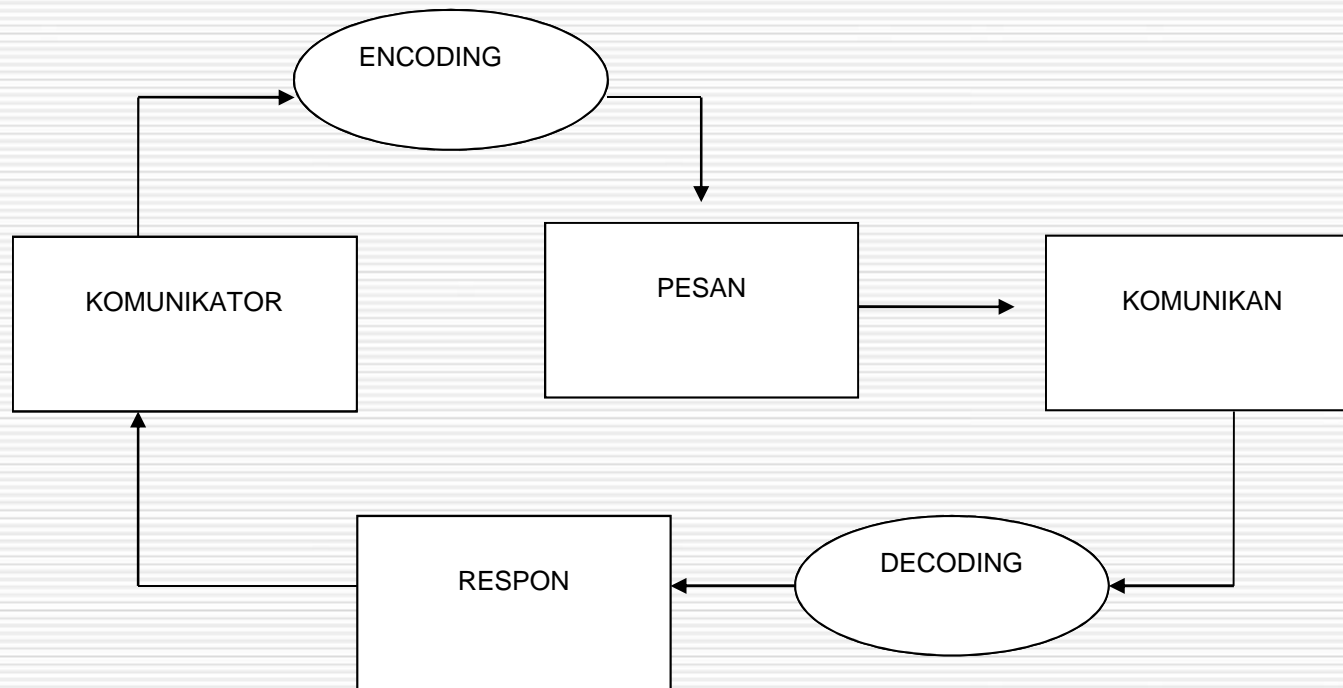 ENCODING
KOMUNIKATOR
PESAN
KOMUNIKAN
RESPON
DECODING